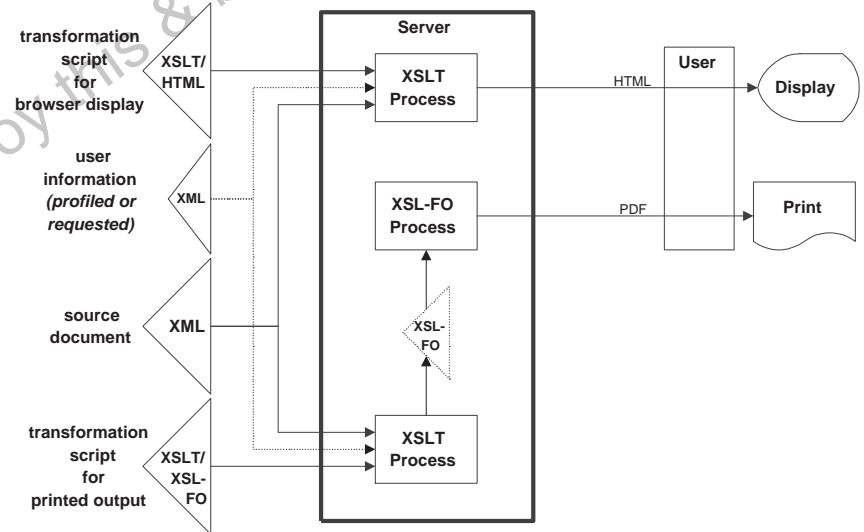 by this &
transformation
script
for
browser display
XSLT/
HTML
user
information
(profiled or
requested)
XML
source
document
XML
transformation
script
for
printed output
XSLT/
XSL-
FO
Server
XSLT
Process
XSL-FO
Process
XSL-
FO
XSLT
Process
User
HTML
PDF
Display
Print